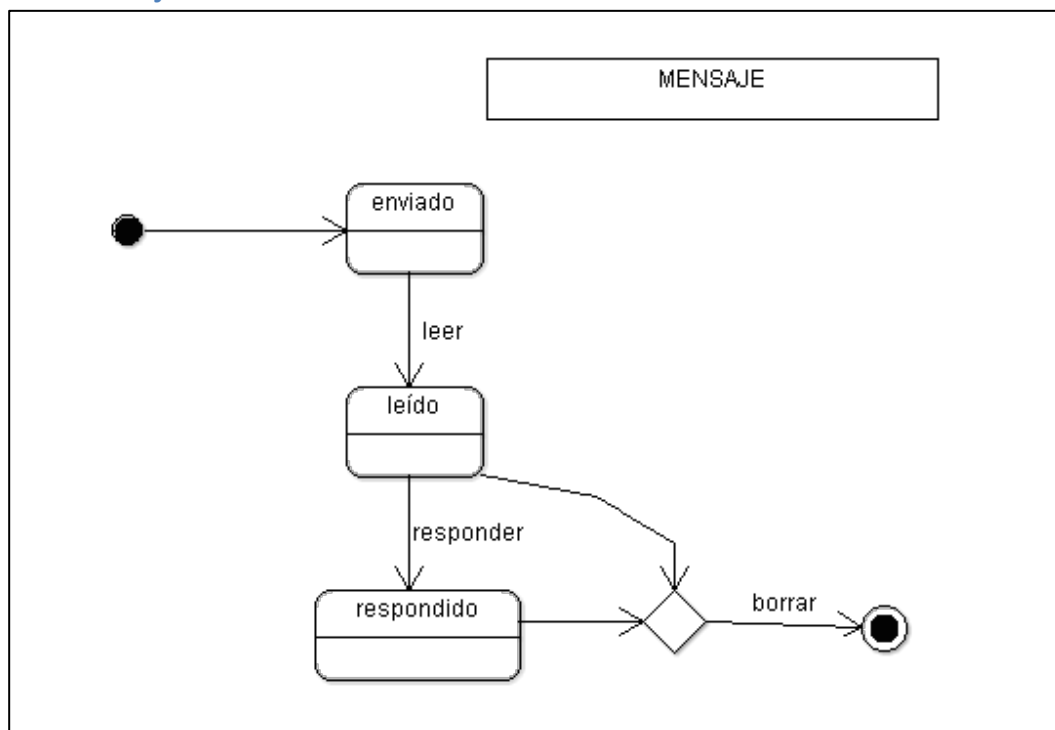 MENSAJE
enviado
leer
leído
responder
respondido
borrar